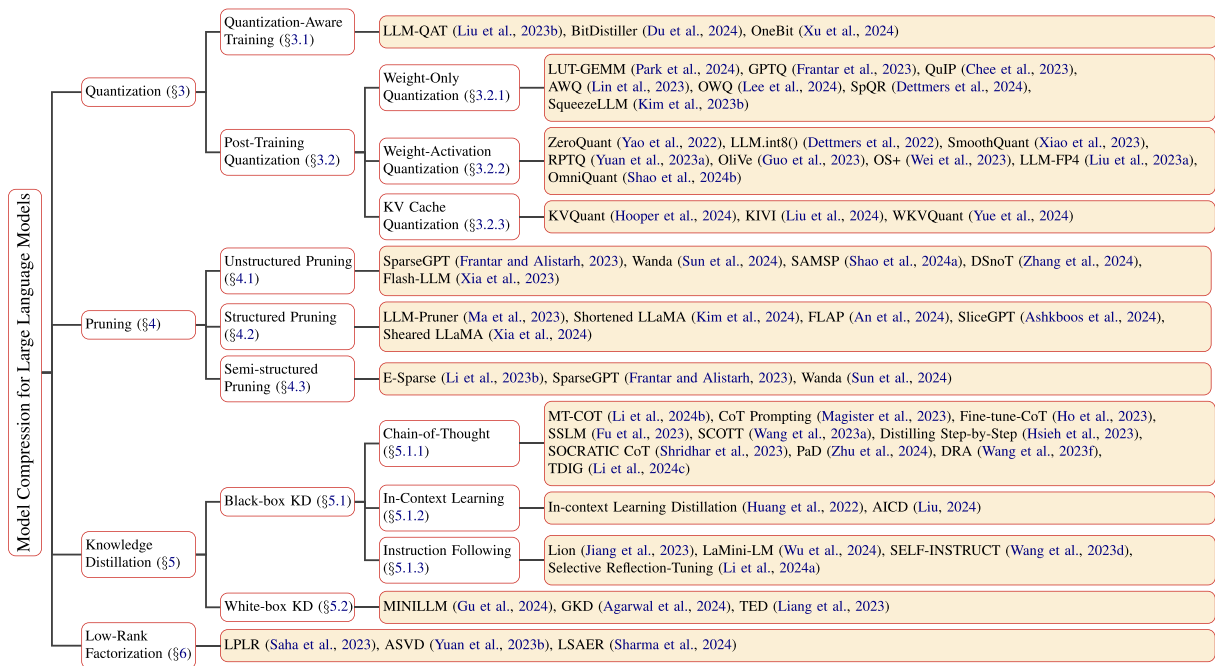 Model Compression for Large Language Models
Quantization (§3)
Quantization-Aware
Training (§3.1)
LLM-QAT (Liu et al., 2023b), BitDistiller (Du et al., 2024), OneBit (Xu et al., 2024)
Post-Training
Quantization (§3.2)
Weight-Only
Quantization (§3.2.1)
LUT-GEMM (Park et al., 2024), GPTQ (Frantar et al., 2023), QuIP (Chee et al., 2023),
AWQ (Lin et al., 2023), OWQ (Lee et al., 2024), SpQR (Dettmers et al., 2024),
SqueezeLLM (Kim et al., 2023b)
Weight-Activation
Quantization (§3.2.2)
ZeroQuant (Yao et al., 2022), LLM.int8() (Dettmers et al., 2022), SmoothQuant (Xiao et al., 2023),
RPTQ (Yuan et al., 2023a), OliVe (Guo et al., 2023), OS+ (Wei et al., 2023), LLM-FP4 (Liu et al., 2023a),
OmniQuant (Shao et al., 2024b)
KV Cache
Quantization (§3.2.3)
KVQuant (Hooper et al., 2024), KIVI (Liu et al., 2024), WKVQuant (Yue et al., 2024)
Pruning (§4)
Unstructured Pruning
(§4.1)
SparseGPT (Frantar and Alistarh, 2023), Wanda (Sun et al., 2024), SAMSP (Shao et al., 2024a), DSnoT (Zhang et al., 2024),
Flash-LLM (Xia et al., 2023)
Structured Pruning
(§4.2)
LLM-Pruner (Ma et al., 2023), Shortened LLaMA (Kim et al., 2024), FLAP (An et al., 2024), SliceGPT (Ashkboos et al., 2024),
Sheared LLaMA (Xia et al., 2024)
Semi-structured
Pruning (§4.3)
E-Sparse (Li et al., 2023b), SparseGPT (Frantar and Alistarh, 2023), Wanda (Sun et al., 2024)
Knowledge
Distillation (§5)
Black-box KD (§5.1)
Chain-of-Thought
(§5.1.1)
MT-COT (Li et al., 2024b), CoT Prompting (Magister et al., 2023), Fine-tune-CoT (Ho et al., 2023),
SSLM (Fu et al., 2023), SCOTT (Wang et al., 2023a), Distilling Step-by-Step (Hsieh et al., 2023),
SOCRATIC CoT (Shridhar et al., 2023), PaD (Zhu et al., 2024), DRA (Wang et al., 2023f),
TDIG (Li et al., 2024c)
In-Context Learning
(§5.1.2)
In-context Learning Distillation (Huang et al., 2022), AICD (Liu, 2024)
Instruction Following
(§5.1.3)
Lion (Jiang et al., 2023), LaMini-LM (Wu et al., 2024), SELF-INSTRUCT (Wang et al., 2023d),
Selective Reflection-Tuning (Li et al., 2024a)
White-box KD (§5.2)
MINILLM (Gu et al., 2024), GKD (Agarwal et al., 2024), TED (Liang et al., 2023)
Low-Rank
Factorization (§6)
LPLR (Saha et al., 2023), ASVD (Yuan et al., 2023b), LSAER (Sharma et al., 2024)